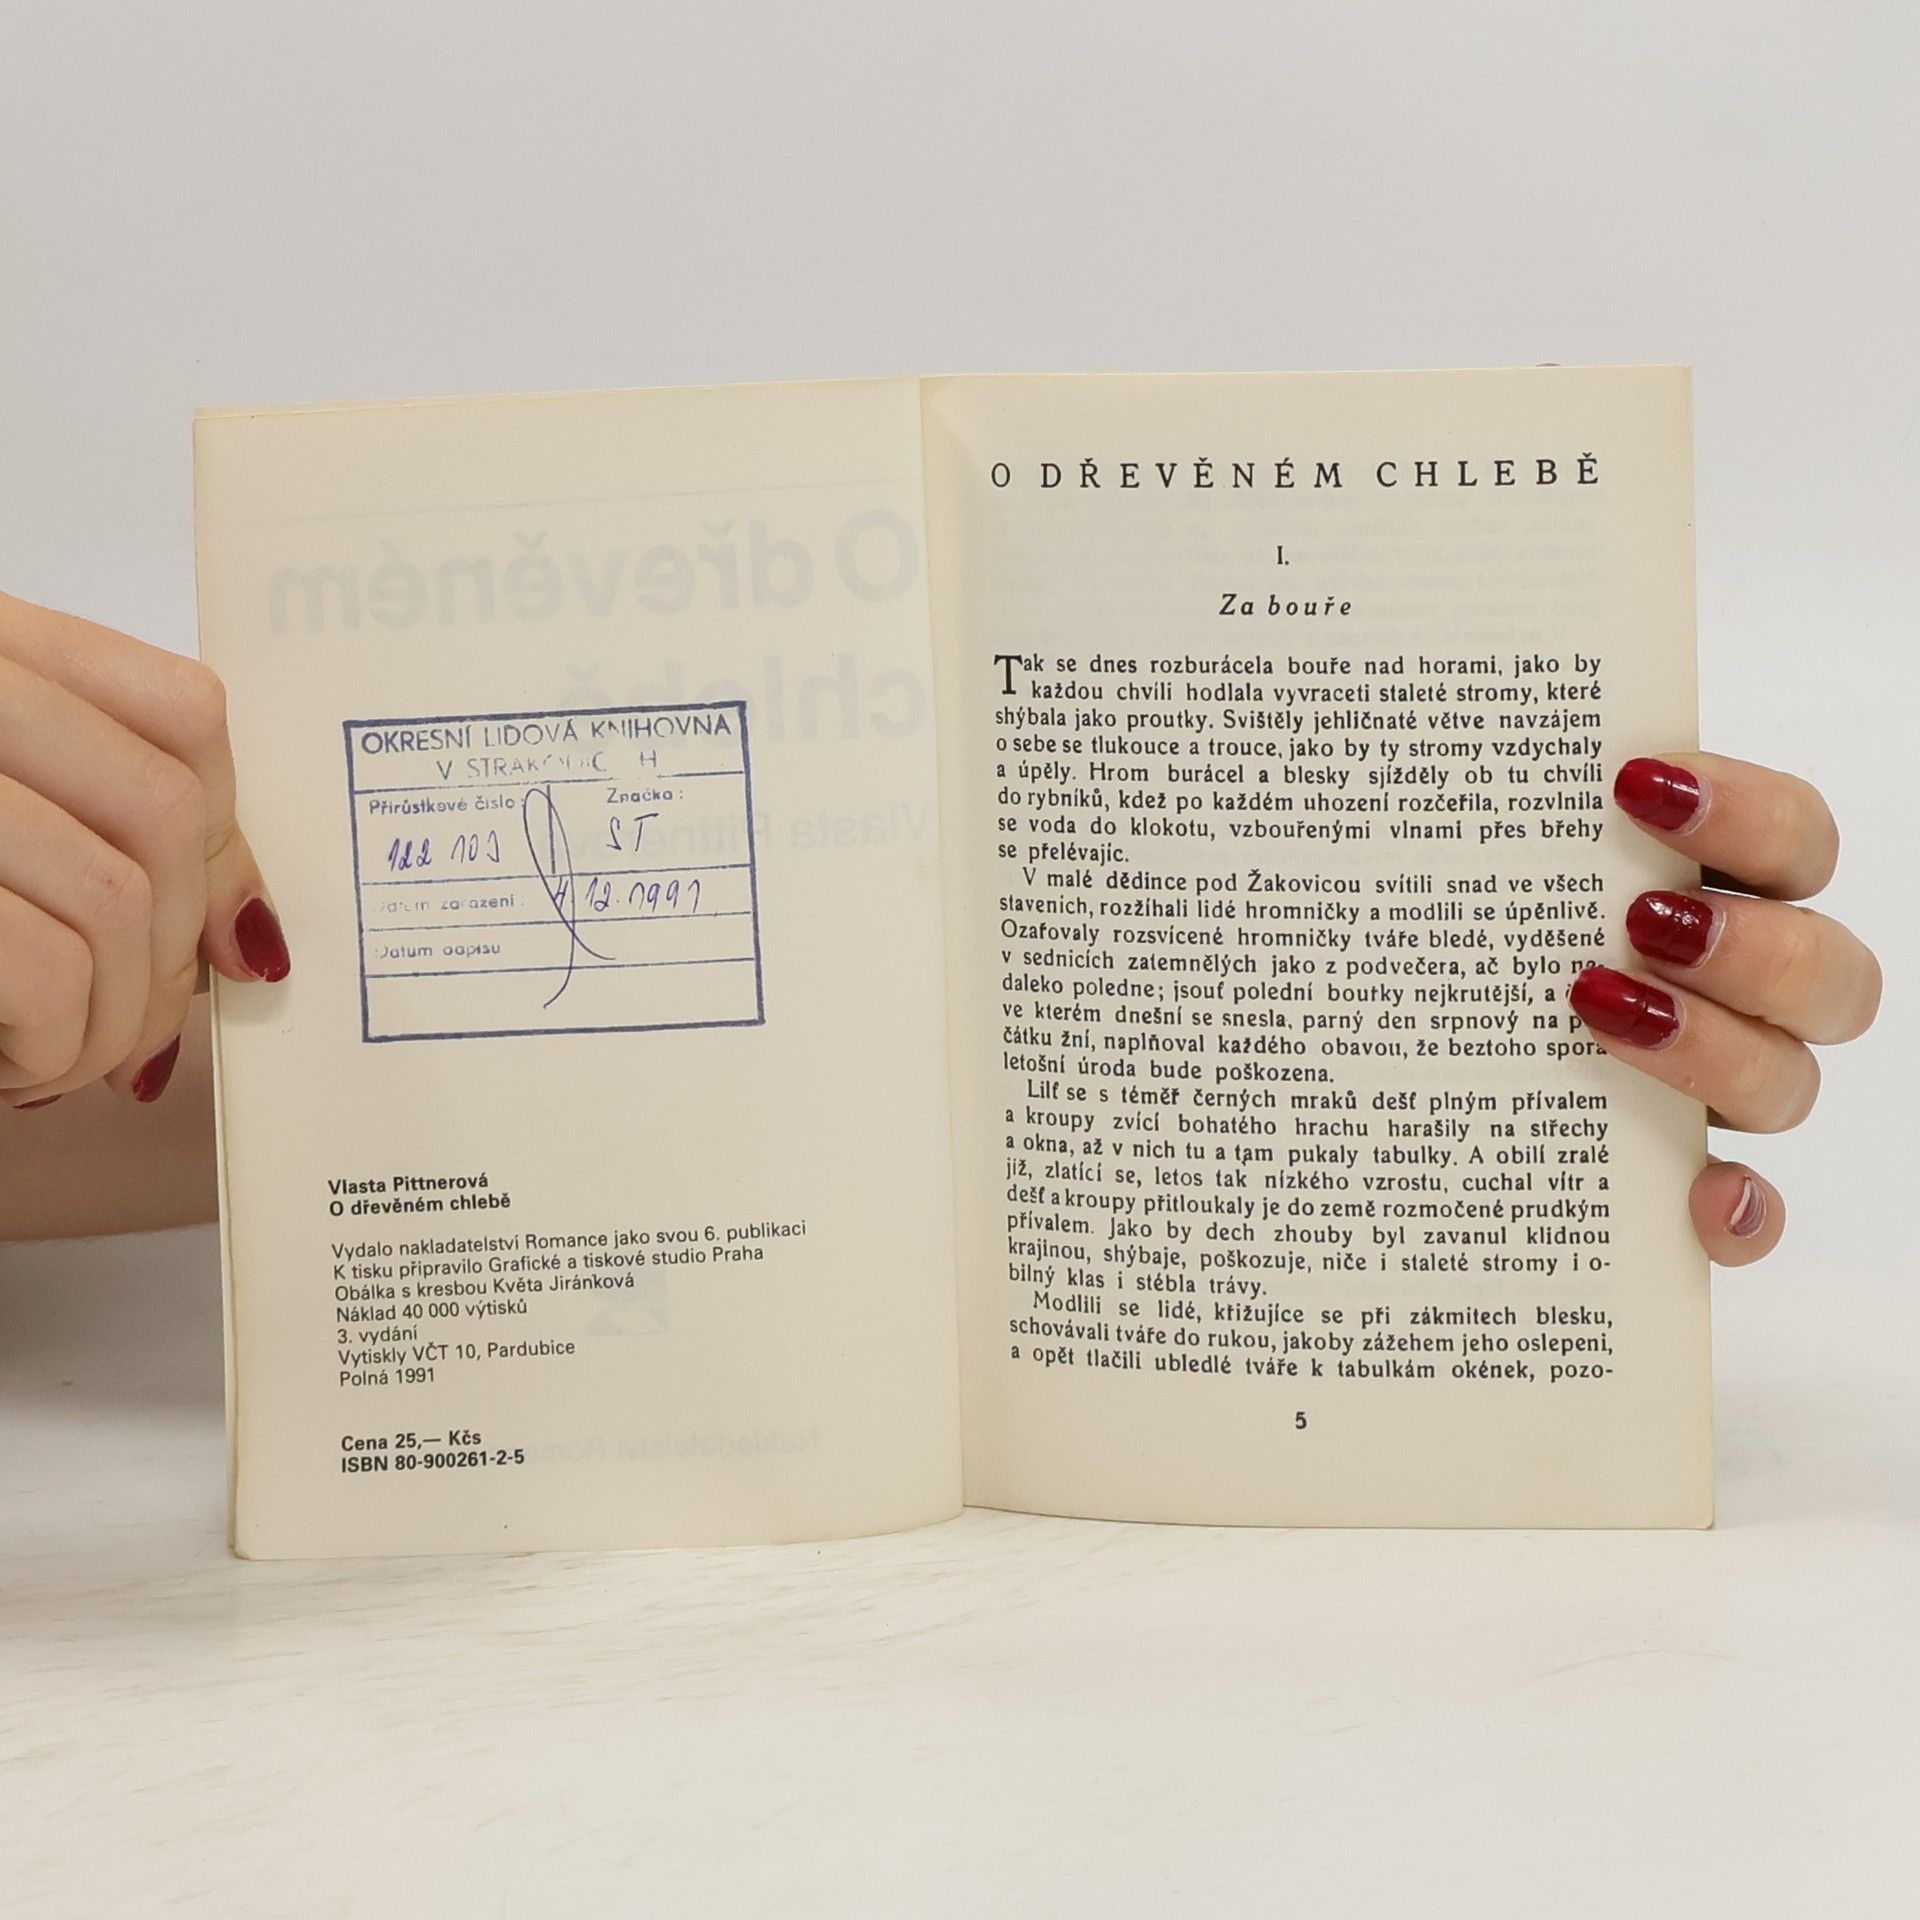 OKRESNÍ LIDOVÁ KNIHOVNA
V STRAKONICÍCH
Přírůstkové číslo:
Značka:
122 103
ST
Datum zařazení:
4.12.1991
Datum odpisu
Vlasta Pittnerová
O dřevěném chlebě
Vydalo nakladatelství Romance jako svou 6. publikaci
K tisku připravilo Grafické a tiskové studio Praha
Obálka s kresbou Květa Jiránková
Náklad 40 000 výtisků
3. vydání
Vytiskly VČT 10, Pardubice
Polná 1991
Cena 25,— Kčs
ISBN 80-900261-2-5
O DŘEVĚNÉM CHLEBĚ
I.
Za bouře
Tak se dnes rozburácela bouře nad horami, jako by
každou chvíli hodlala vyvraceti staleté stromy, které
shýbala jako proutky. Svištěly jehličnaté větve navzájem
o sebe se tlukouce a trouce, jako by ty stromy vzdychaly
a úpěly. Hrom burácel a blesky sjížděly ob tu chvíli
do rybníků, kdež po každém uhození rozčeřila, rozvlnila
se voda do klokotu, vzbouřenými vlnami přes břehy
se přelévajíc.
V malé dědince pod Žakovicou svítili snad ve všech
staveních, rozžíhali lidé hromničky a modlili se úpěnlivě.
Ozařovaly rozsvícené hromničky tváře bledé, vyděšené
v sednicích zatemnělých jako z podvečera, ač bylo ne-
daleko poledne; jsouť polední bouřky nejkrutější, a
ve kterém dnešní se snesla, parný den srpnový na
čátku žní, naplňoval každého obavou, že beztoho sporá
letošní úroda bude poškozena.
Lilť se s téměř černých mraků dešť plným přívalem
a kroupy zvící bohatého hrachu harašily na střechy
a okna, až v nich tu a tam pukaly tabulky. A obilí zralé
již, zlatící se, letos tak nízkého vzrostu, cuchal vítr a
dešť a kroupy přitloukaly je do země rozmočené prudkým
přívalem. Jako by dech zhouby byl zavanul klidnou
krajinou, shýbaje, poškozuje, niče i staleté stromy i o-
bilný klas i stébla trávy.
Modlili se lidé, křižujíce se při zákmitech blesku,
schovávali tváře do rukou, jakoby zážehem jeho oslepeni,
a opět tlačili ubledlé tváře k tabulkám okének, pozo-
5